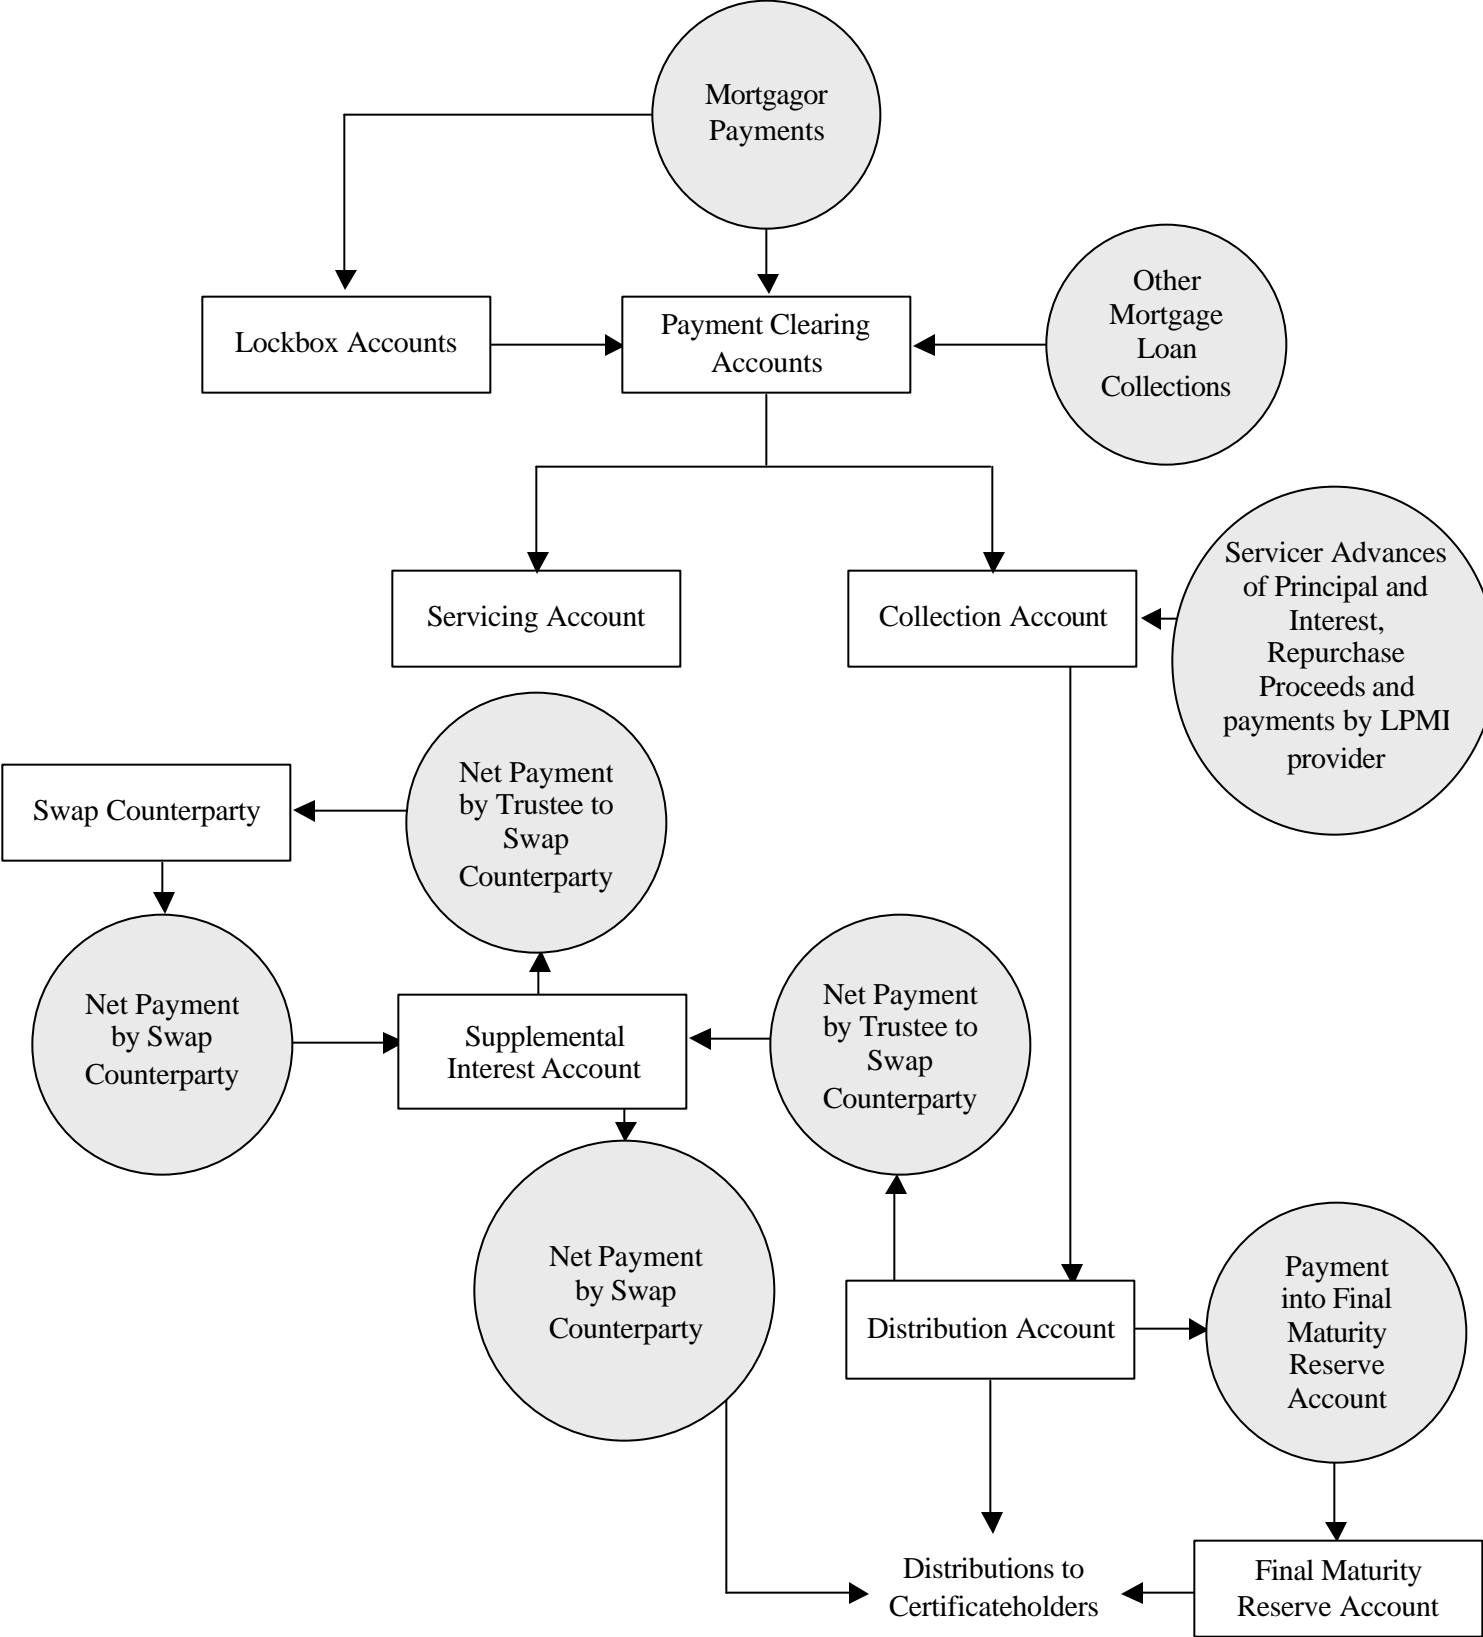 Mortgagor
Payments
Other
Mortgage
Loan
Collections
Lockbox Accounts
Payment Clearing
Accounts
Servicer Advances
of Principal and
Interest,
Repurchase
Proceeds and
payments by LPMI
provider
Servicing Account
Collection Account
Net Payment
by Trustee to
Swap
Counterparty
Swap Counterparty
Net Payment
by Swap
Counterparty
Supplemental
Interest Account
Net Payment
by Trustee to
Swap
Counterparty
Net Payment
by Swap
Counterparty
Distribution Account
Payment
into Final
Maturity
Reserve
Account
Distributions to
Certificateholders
Final Maturity
Reserve Account